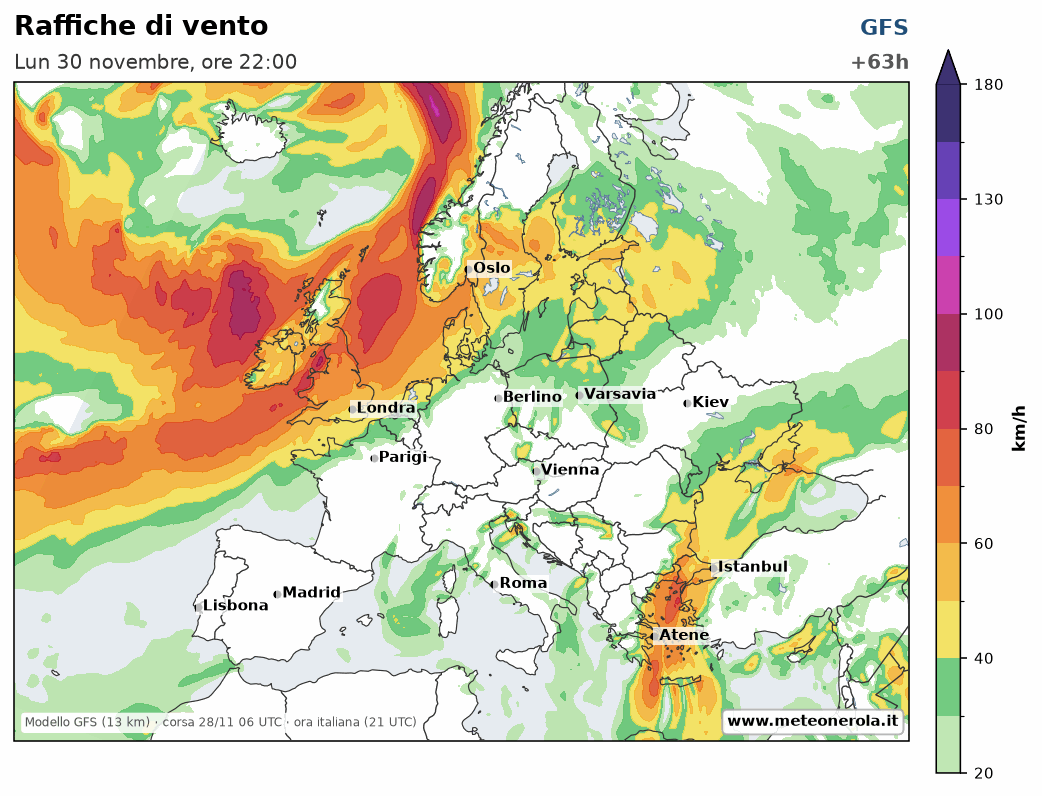 Raffiche di vento
GFS
Lun 30 novembre, ore 22:00
+63h
180
130
100
80
60
40
20
km/h
Oslo
Berlino
Varsavia
Kiev
Londra
Parigi
Vienna
Istanbul
Roma
Madrid
Lisbona
Atene
Modello GFS (13 km) · corsa 28/11 06 UTC · ora italiana (21 UTC)
www.meteonerola.it